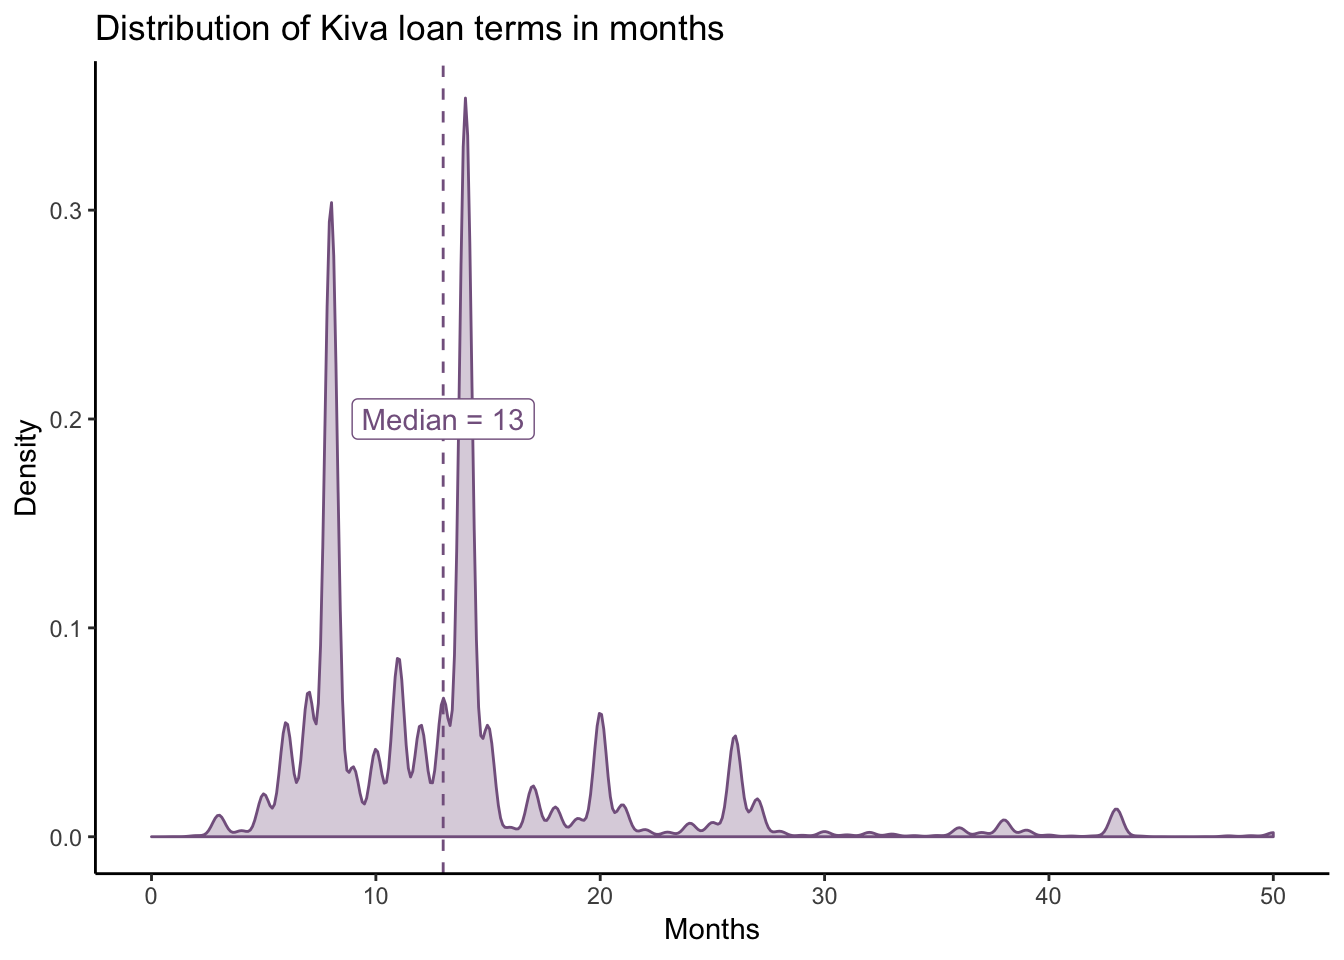 Distribution of Kiva loan terms in months
0.3
0.2
0.1
0.0
Density
Median = 13
0 10 20 30 40 50
Months